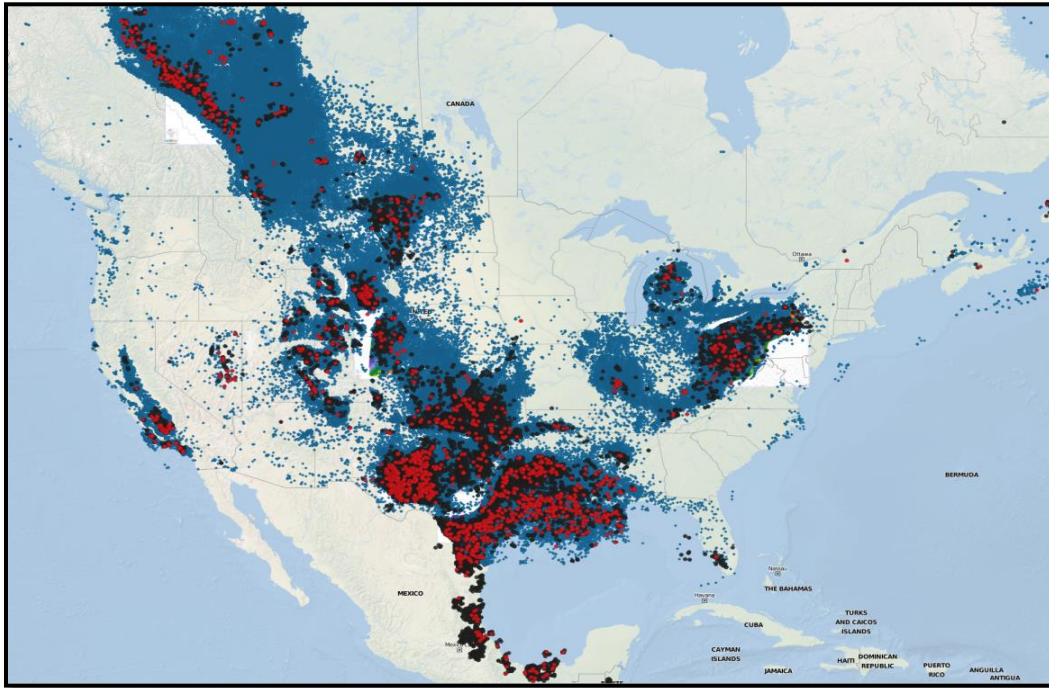 CANADA
Ottawa
BERMUDA
MEXICO
Nassau
THE BAHAMAS
Havana
CUBA
TURKS
AND CAICOS
ISLANDS
CAYMAN
ISLANDS
JAMAICA
HAITI
DOMINICAN
REPUBLIC
PUERTO
RICO
ANGUILLA
ANTIGUA